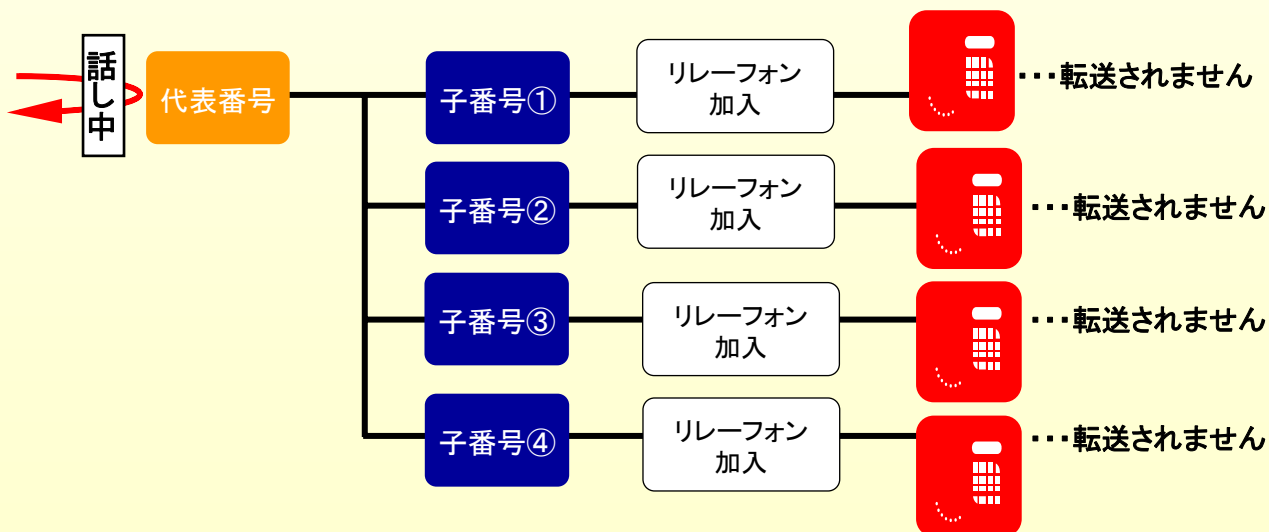 話し中
代表番号
子番号①
リレーフォン
加入
・・・転送されません
子番号②
リレーフォン
加入
・・・転送されません
子番号③
リレーフォン
加入
・・・転送されません
子番号④
リレーフォン
加入
・・・転送されません